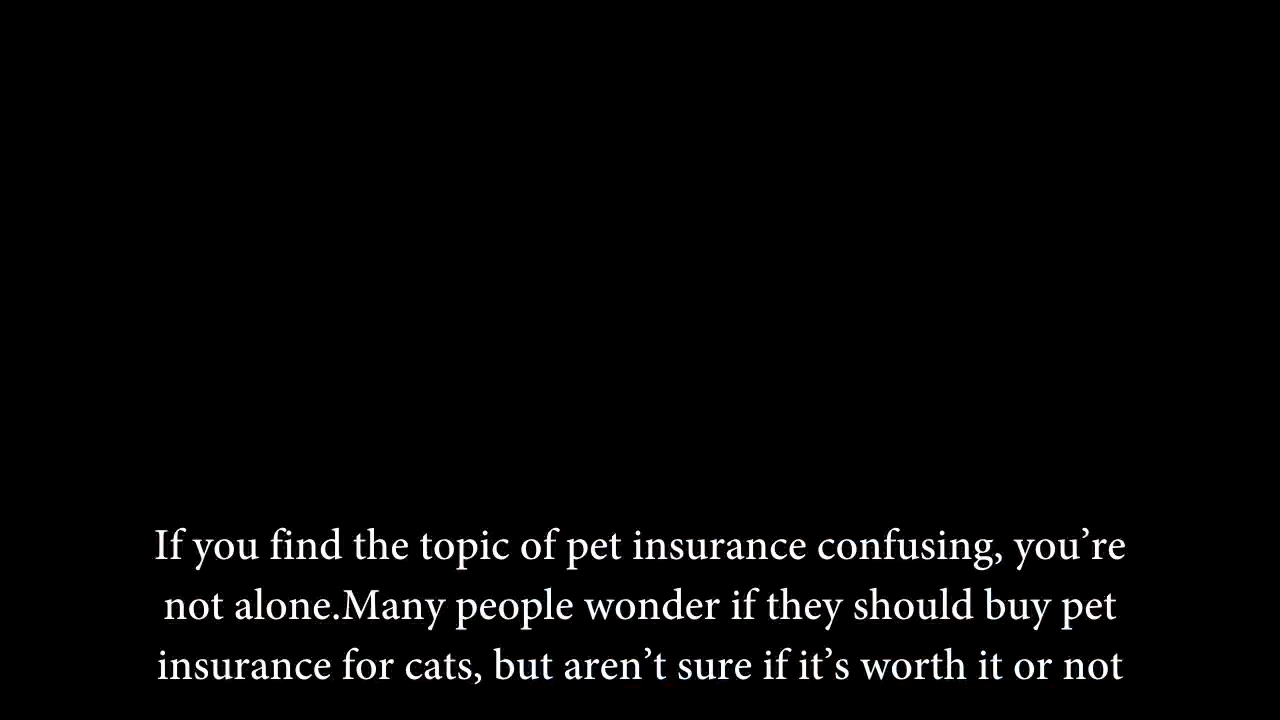 If you find the topic of pet insurance confusing, you’re
not alone.Many people wonder if they should buy pet
insurance for cats, but aren’t sure if it’s worth it or not